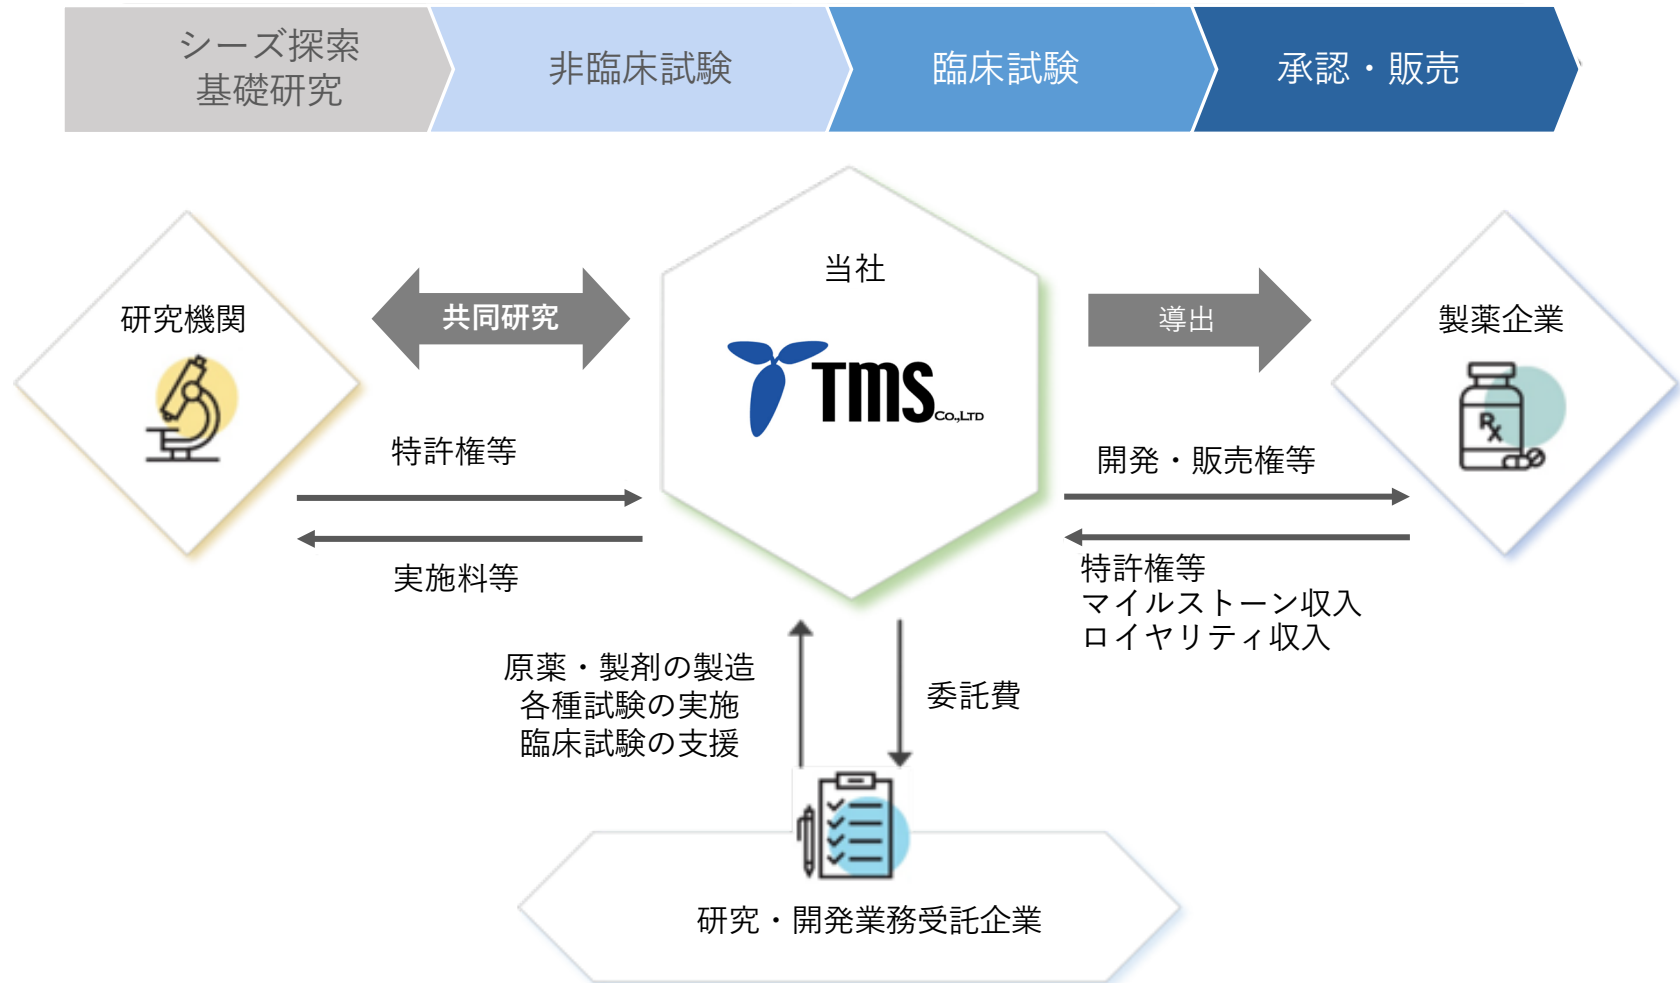 シーズ探索
基礎研究
非臨床試験
臨床試験
承認・販売
研究機関
共同研究
当社
TMS Co.,LTD
導出
製薬企業
Rx
特許権等
実施料等
開発・販売権等
特許権等
マイルストーン収入
ロイヤリティ収入
原薬・製剤の製造
各種試験の実施
臨床試験の支援
委託費
研究・開発業務受託企業